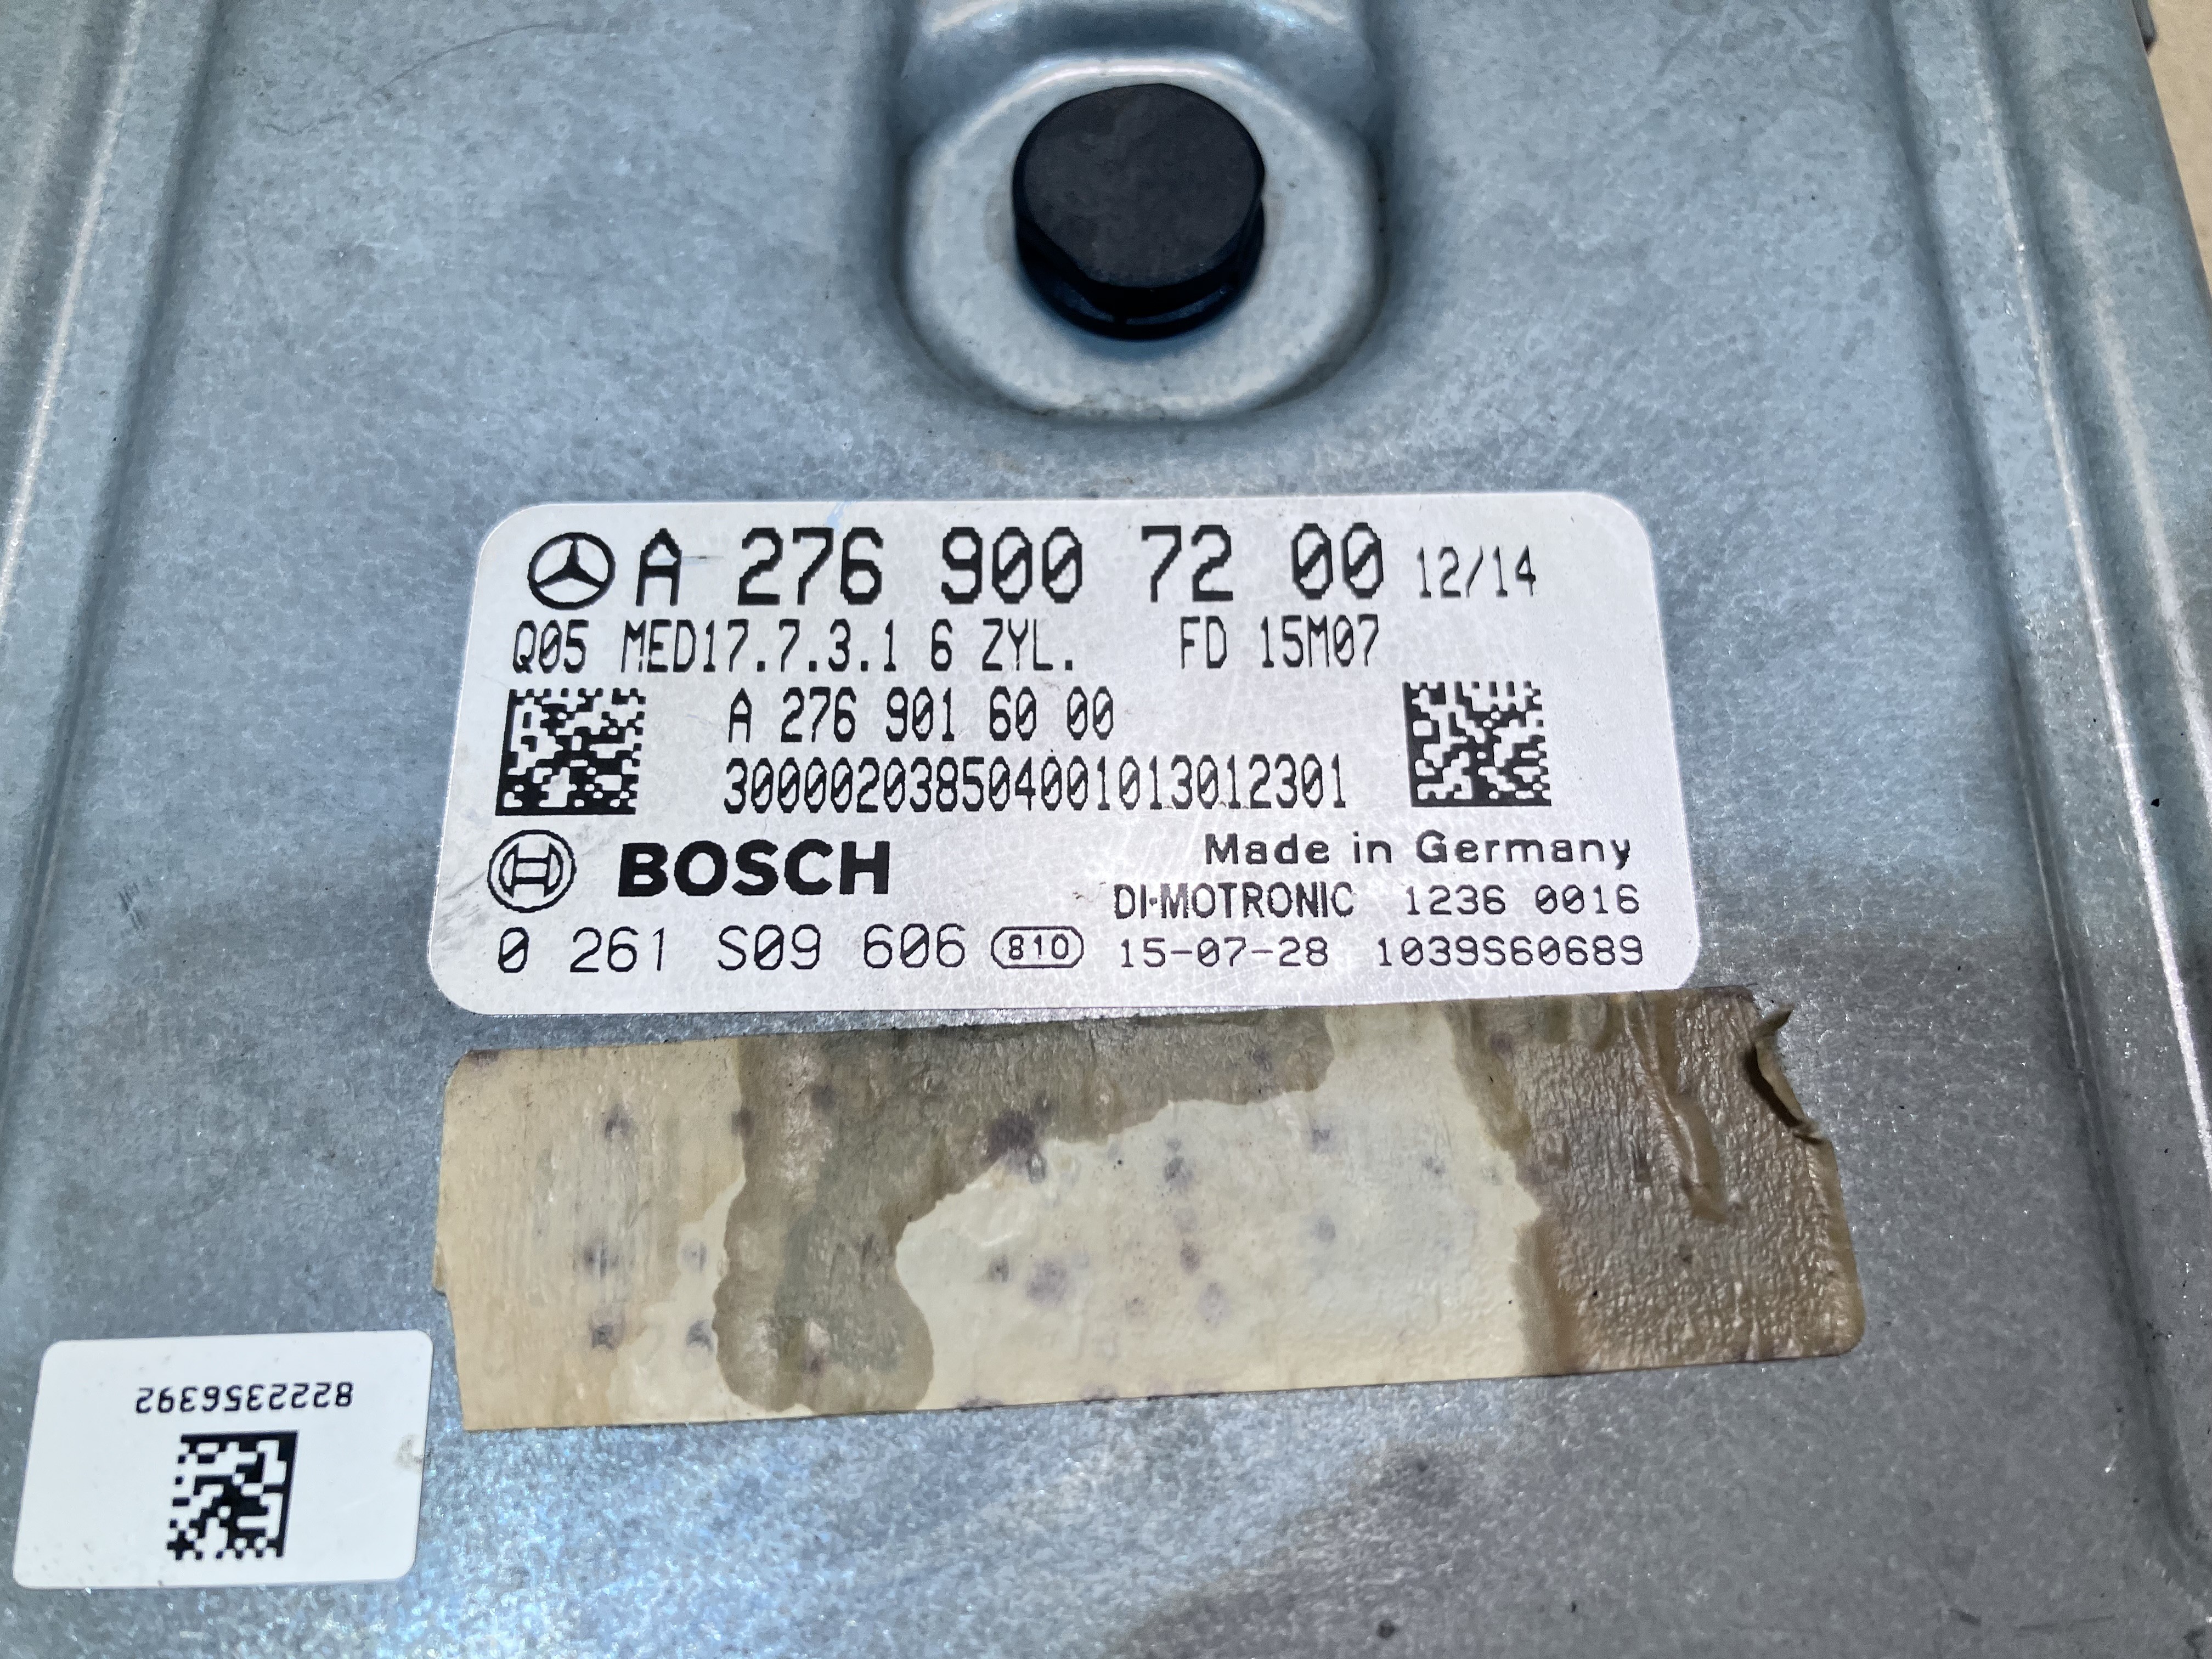 A 276 900 72 00 12/14
Q05 MED17.7.3.1 6 ZYL. FD 15M07
A 276 901 60 00
300002038504001013012301
BOSCH
Made in Germany
DI-MOTRONIC 1236 0016
0 261 S09 606 810 15-07-28 1039S60689
8222356392